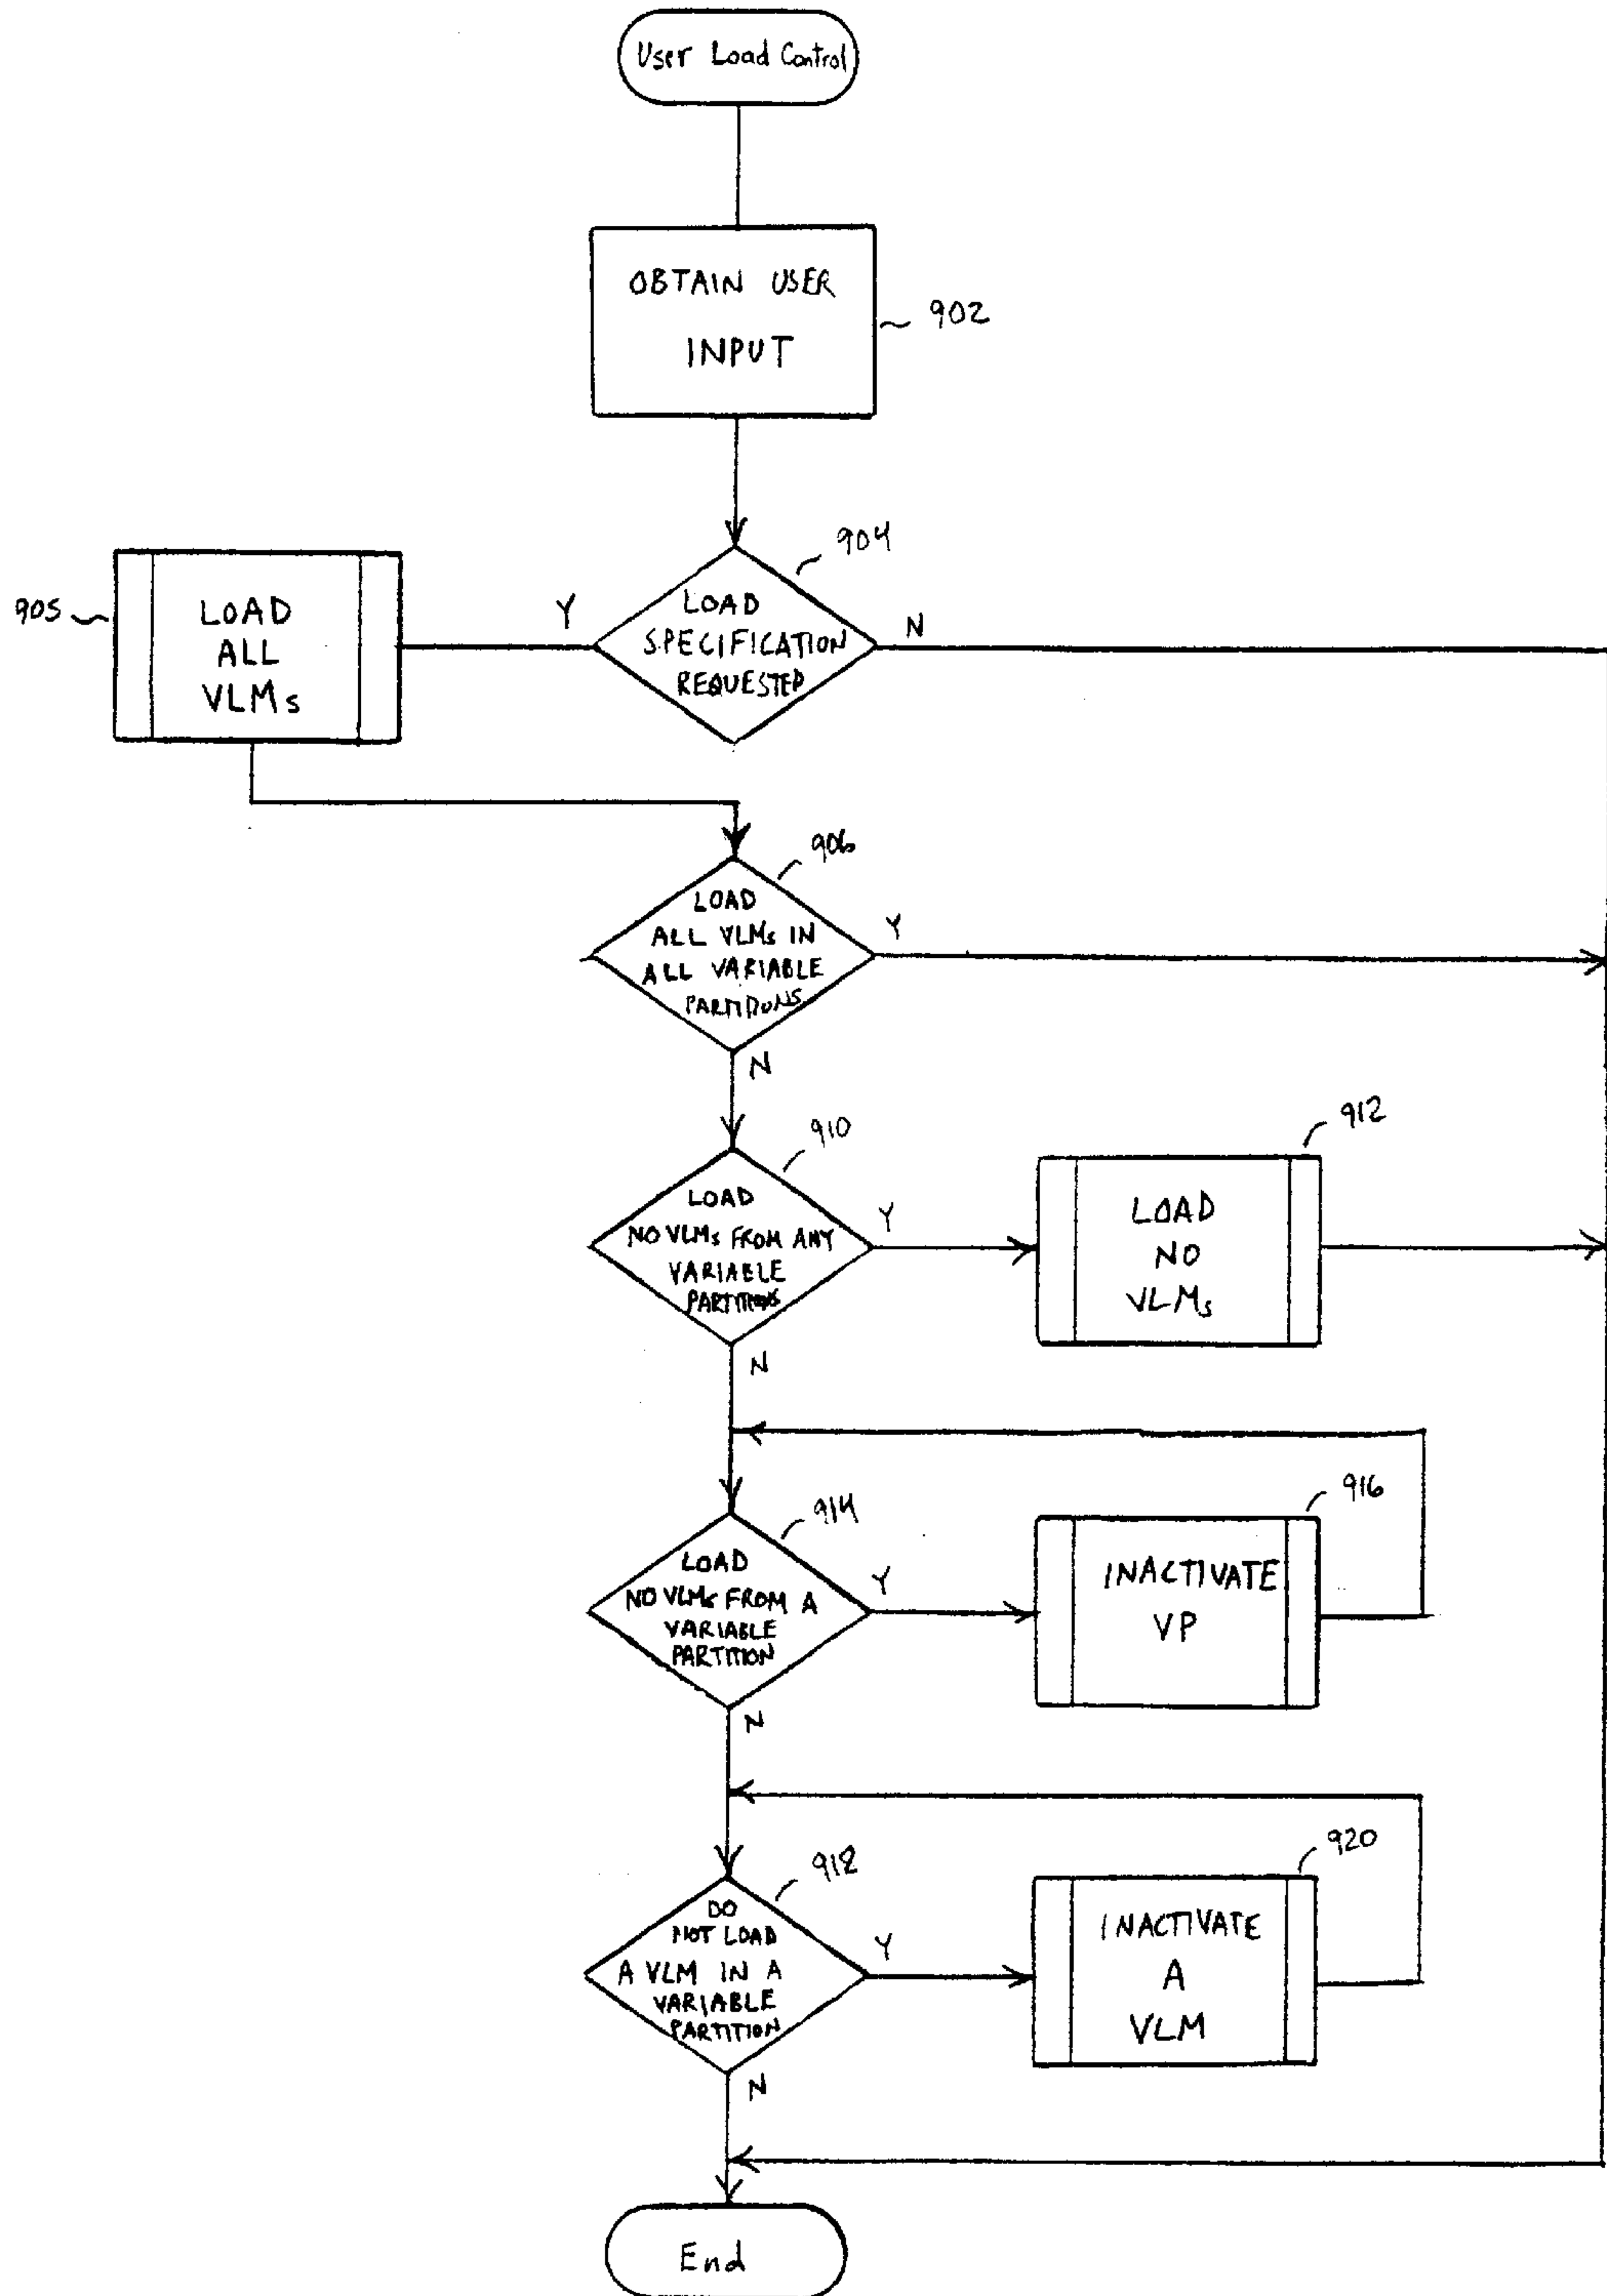 User Load Control
OBTAIN USER
INPUT
902
904
LOAD
SPECIFICATION
REQUESTED
Y
N
905
LOAD
ALL
VLMs
906
LOAD
ALL VLMs IN
ALL VARIABLE
PARTITIONS
Y
N
910
LOAD
NO VLMs FROM ANY
VARIABLE
PARTITIONS
Y
912
LOAD
NO
VLMs
N
914
LOAD
NO VLMs FROM A
VARIABLE
PARTITION
Y
916
INACTIVATE
VP
N
918
DO
NOT LOAD
A VLM IN A
VARIABLE
PARTITION
Y
920
INACTIVATE
A
VLM
N
End